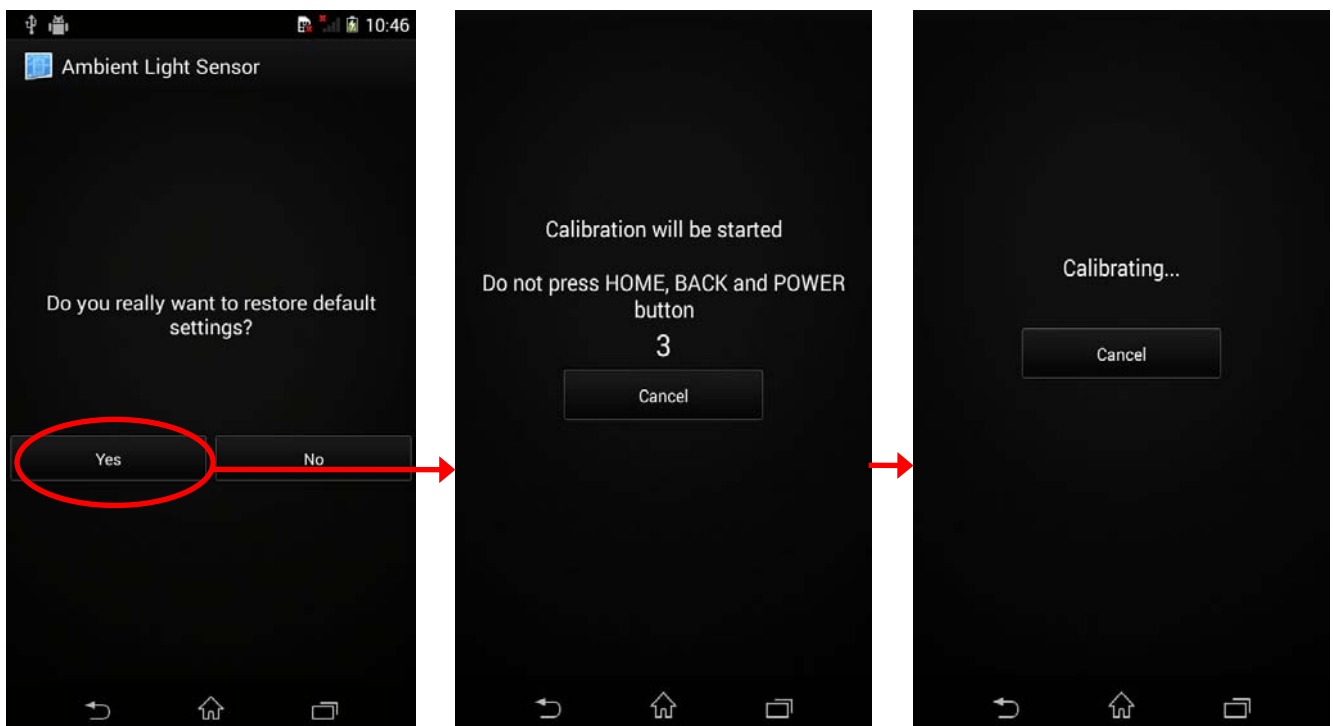 10:46
Ambient Light Sensor
Do you really want to restore default
settings?
Yes
No
Calibration will be started
Do not press HOME, BACK and POWER
button
3
Cancel
Calibrating...
Cancel